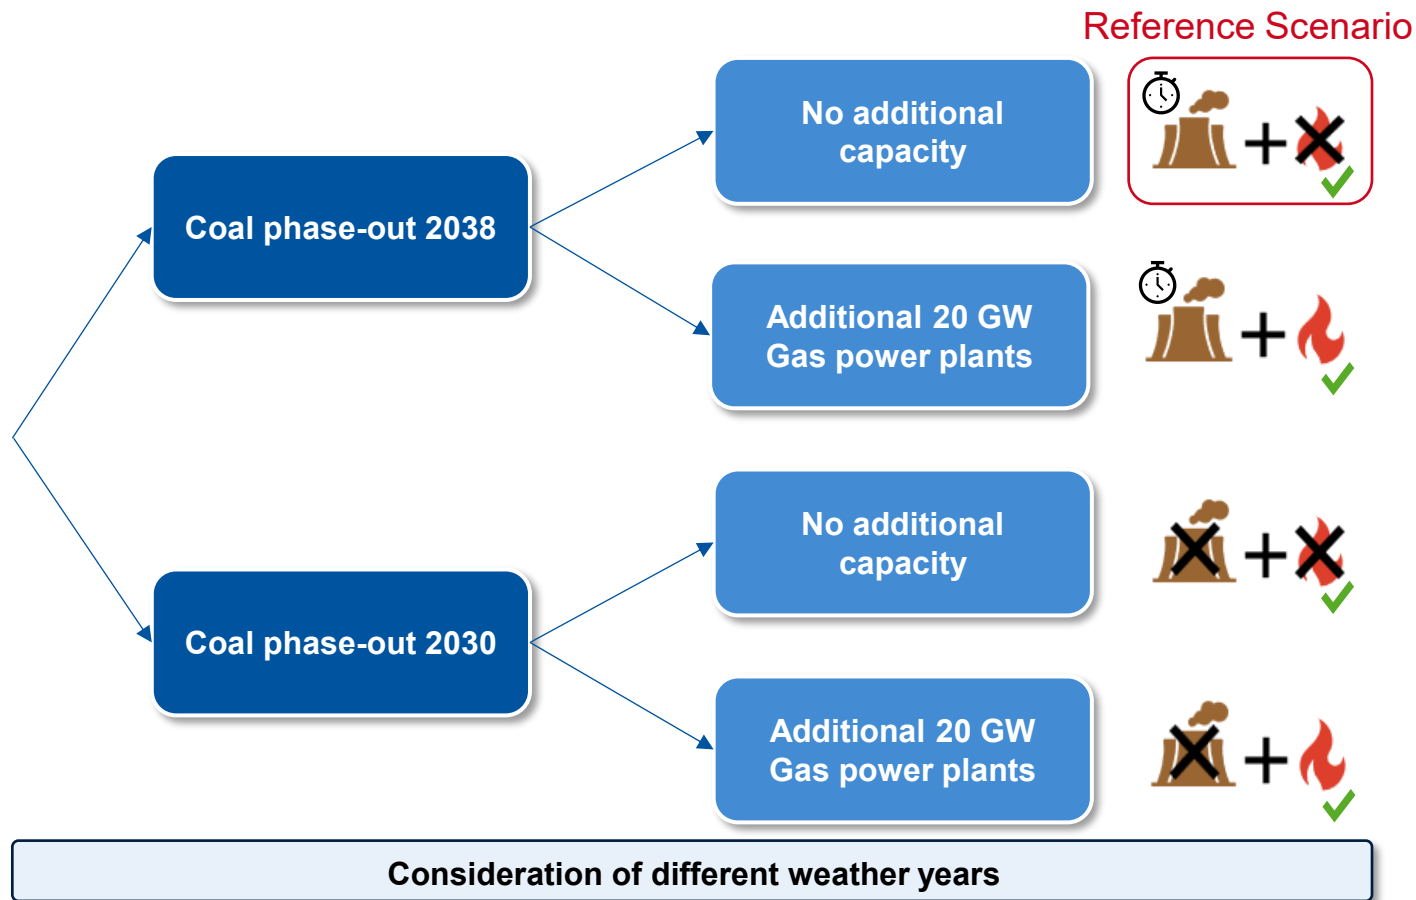 Reference Scenario
No additional
capacity
Coal phase-out 2038
Additional 20 GW
Gas power plants
No additional
capacity
Coal phase-out 2030
Additional 20 GW
Gas power plants
Consideration of different weather years